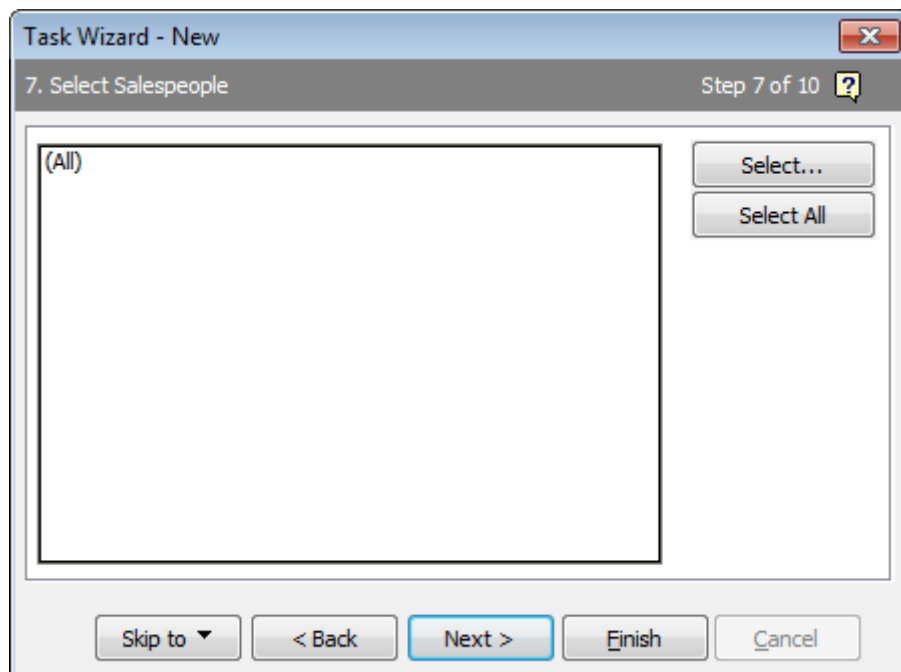 Task Wizard - New
7. Select Salespeople Step 7 of 10 ?
(All)
Select...
Select All
Skip to < Back Next > Finish Cancel